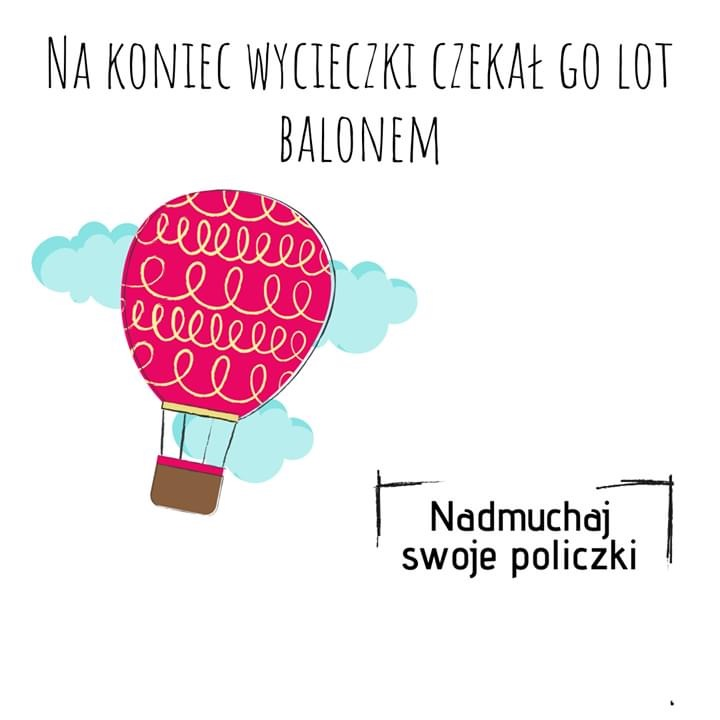 Na koniec wycieczki czekał go lot
balonem
Nadmuchaj
swoje policzki